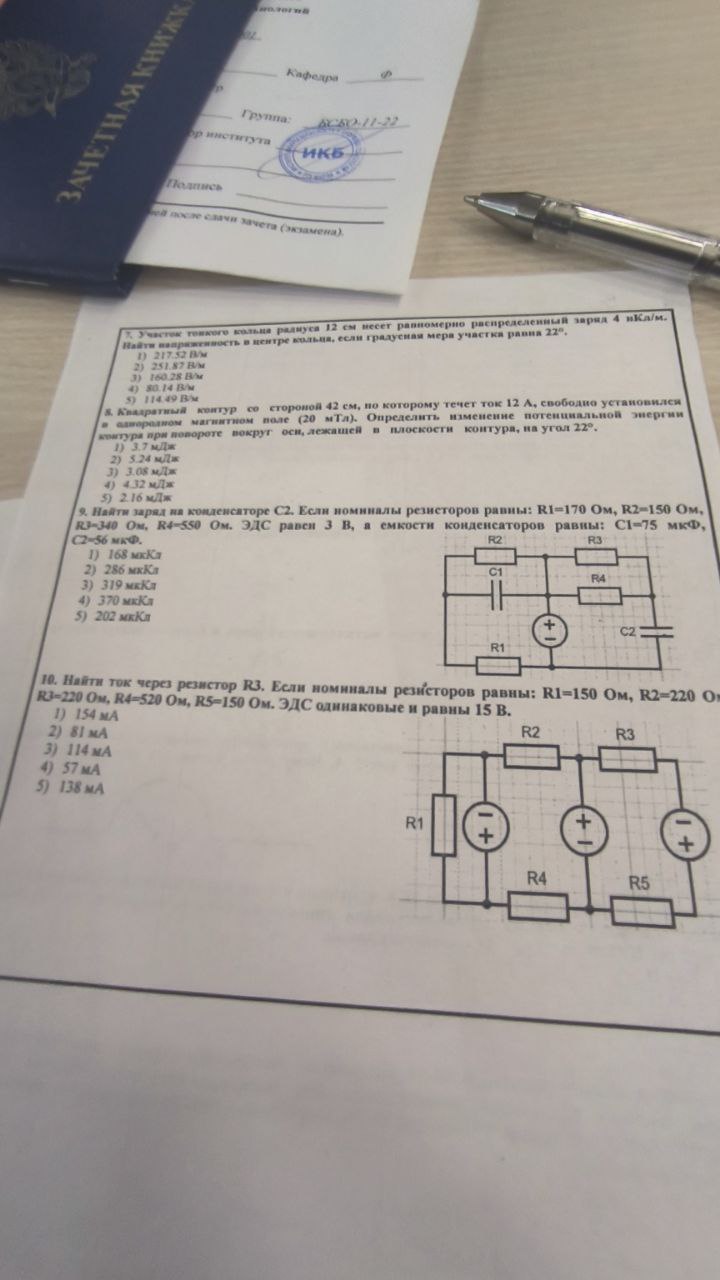 ологий
01
Кафедра Ф
Группа: БСБО-11-22
ор института
ИКБ
Подпись
ей после сдачи зачета (экзамена).
ЗАЧЕТНАЯ КНИЖКА
7. Участок тонкого кольца радиуса 12 см несет равномерно распределенный заряд 4 нКл/м.
Найти напряженность в центре кольца, если градусная мера участка равна 22°.
1) 217.52 В/м
2) 251.87 В/м
3) 160.28 В/м
4) 80.14 В/м
5) 114.49 В/м
8. Квадратный контур со стороной 42 см, по которому течет ток 12 А, свободно установился
в однородном магнитном поле (20 мТл). Определить изменение потенциальной энергии
контура при повороте вокруг оси, лежащей в плоскости контура, на угол 22°.
1) 3.7 мДж
2) 5.24 мДж
3) 3.08 мДж
4) 4.32 мДж
5) 2.16 мДж
9. Найти заряд на конденсаторе C2. Если номиналы резисторов равны: R1=170 Ом, R2=150 Ом,
R3=340 Ом, R4=550 Ом. ЭДС равен 3 В, а емкости конденсаторов равны: C1=75 мкФ,
C2=56 мкФ.
1) 168 мкКл
2) 286 мкКл
3) 319 мкКл
4) 370 мкКл
5) 202 мкКл
R2 R3
C1 R4
+
− C2
R1
10. Найти ток через резистор R3. Если номиналы резисторов равны: R1=150 Ом, R2=220 Ом
R3=220 Ом, R4=520 Ом, R5=150 Ом. ЭДС одинаковые и равны 15 В.
1) 154 мА
2) 81 мА
3) 114 мА
4) 57 мА
5) 138 мА
R2 R3
R1 − + −
+ − +
R4 R5